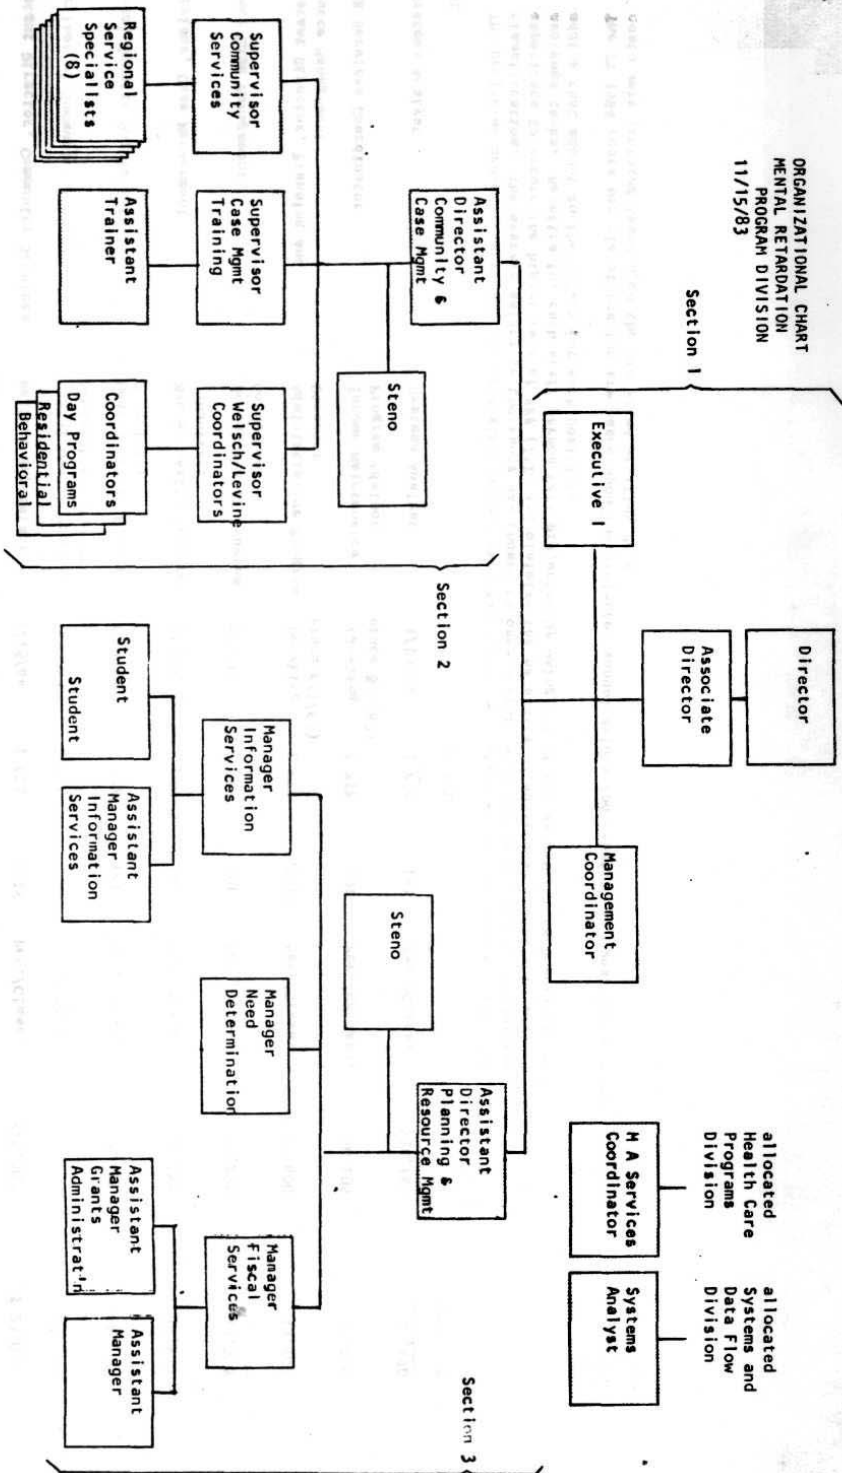 ORGANIZATIONAL CHART
MENTAL RETARDATION
PROGRAM DIVISION
11/15/83
Section 1
Director
Associate
Director
Executive I
Management
Coordinator
allocated
Health Care
Programs
Division
M A Services
Coordinator
allocated
Systems and
Data Flow
Division
Systems
Analyst
Assistant
Director
Community &
Case Mgmt
Steno
Supervisor
Community
Services
Supervisor
Case Mgmt
Training
Supervisor
Welsch/Levine
Coordinators
Regional
Service
Specialists
(8)
Assistant
Trainer
Coordinators
Day Programs
Residential
Behavioral
Section 2
Assistant
Director
Planning &
Resource Mgmt
Steno
Manager
Information
Services
Manager
Need
Determination
Manager
Fiscal
Services
Student
Student
Assistant
Manager
Information
Services
Assistant
Manager
Grants
Administrat'n
Assistant
Manager
Section 3